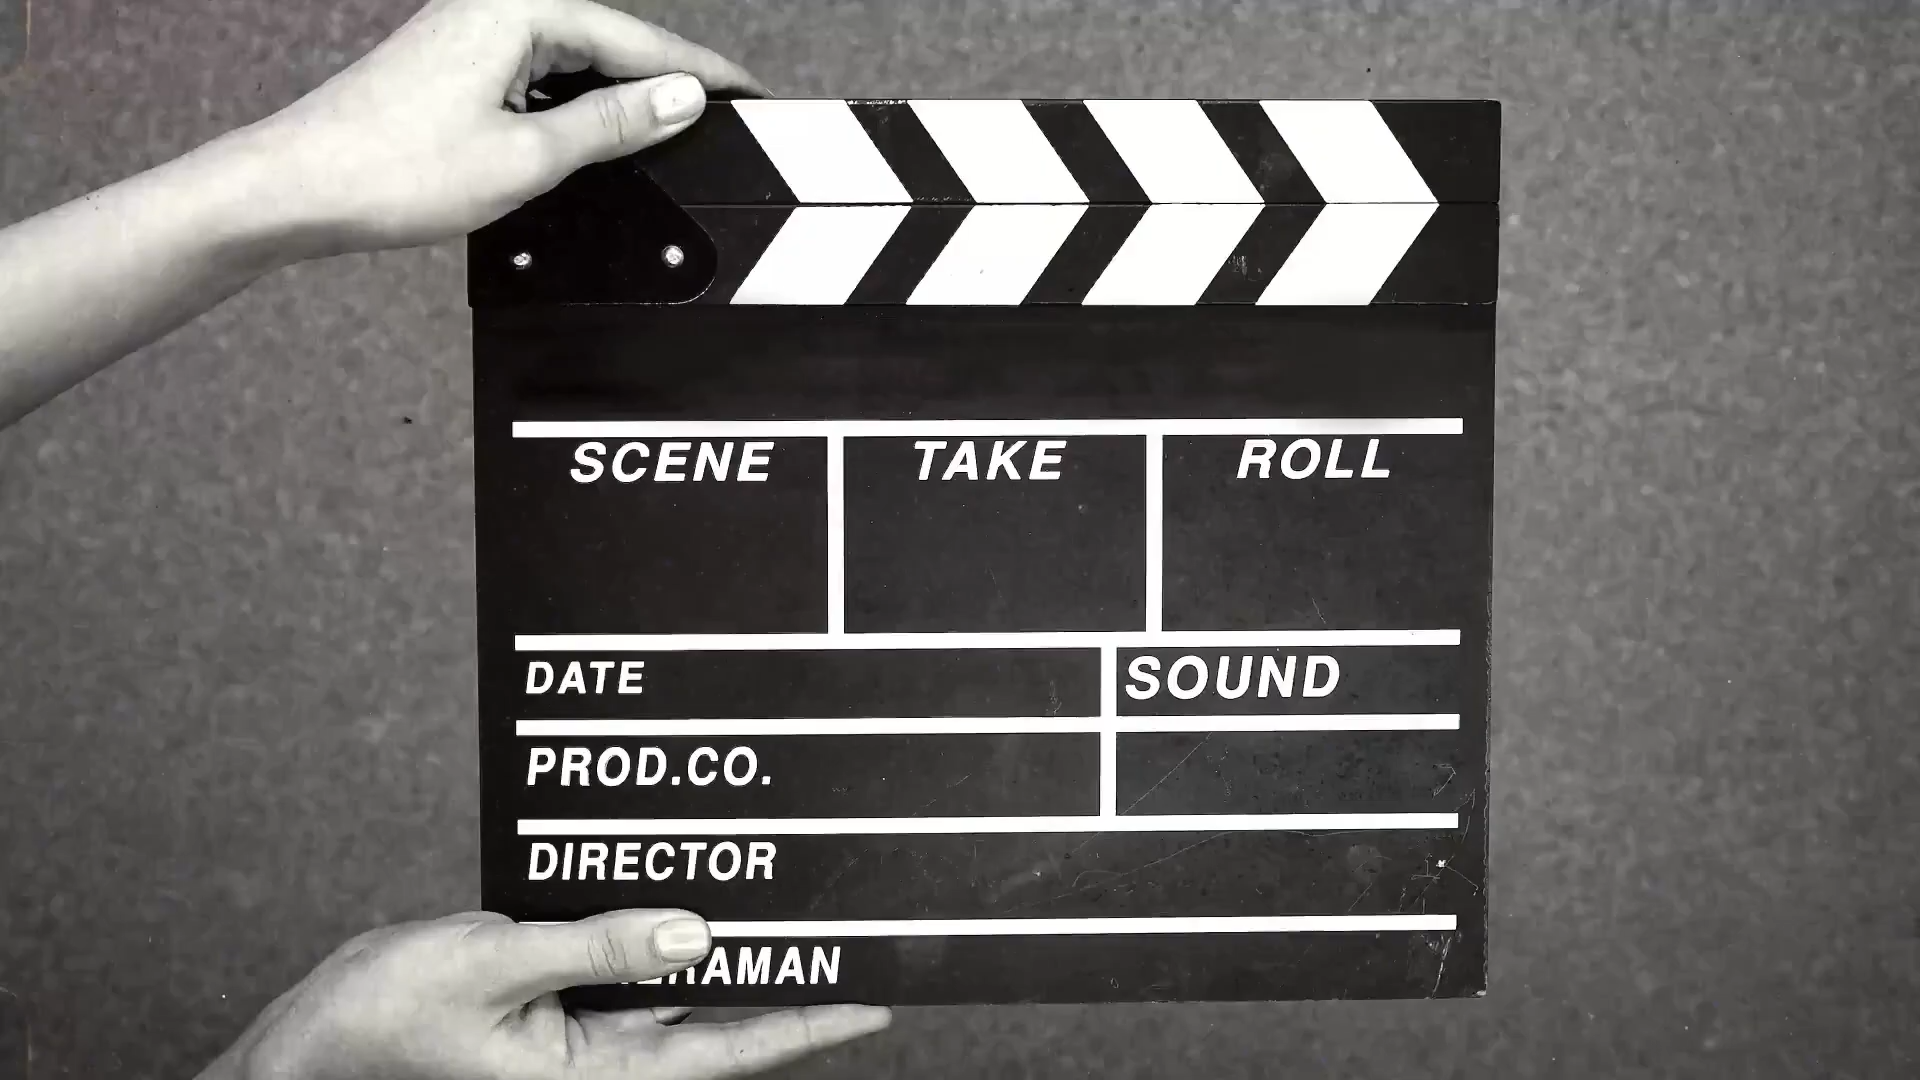 SCENE TAKE ROLL
DATE SOUND
PROD.CO.
DIRECTOR